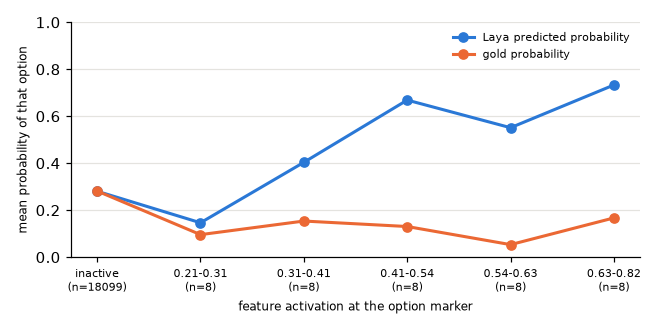 1.0
0.8
0.6
0.4
0.2
0.0
mean probability of that option
Laya predicted probability
gold probability
inactive 0.21-0.31 0.31-0.41 0.41-0.54 0.54-0.63 0.63-0.82
(n=18099) (n=8) (n=8) (n=8) (n=8) (n=8)
feature activation at the option marker